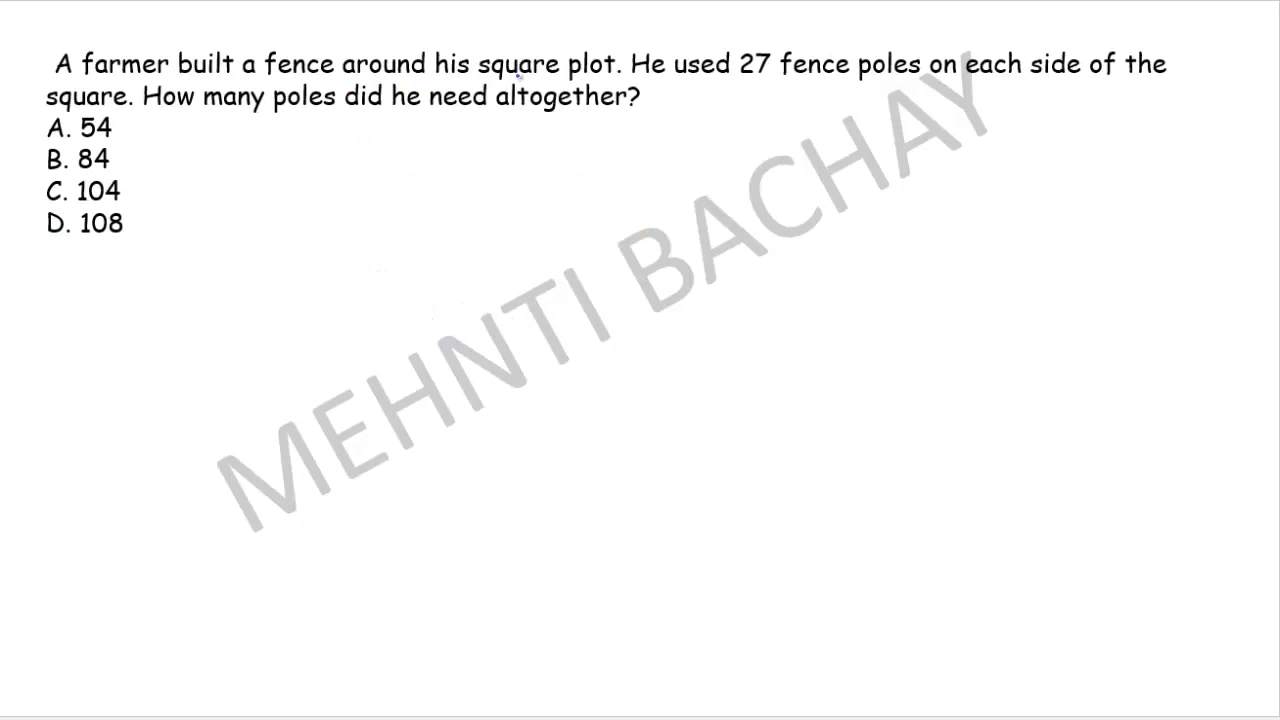 A farmer built a fence around his square plot. He used 27 fence poles on each side of the
square. How many poles did he need altogether?
A. 54
B. 84
C. 104
D. 108
MEHNTI BACHAY